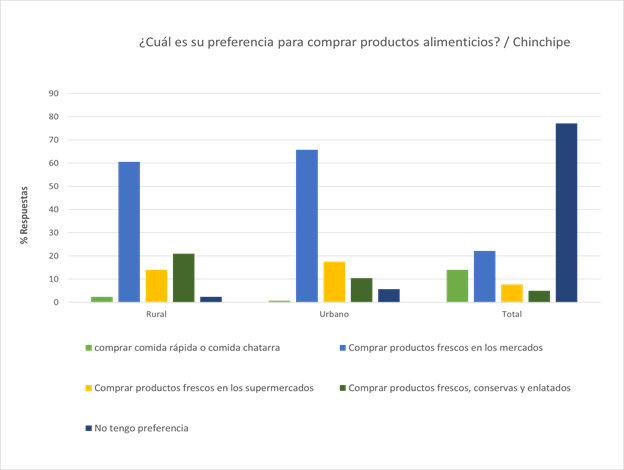 ¿Cuál es su preferencia para comprar productos alimenticios? / Chinchipe
% Respuestas
90
80
70
60
50
40
30
20
10
0
Rural Urbano Total
comprar comida rápida o comida chatarra Comprar productos frescos en los mercados
Comprar productos frescos en los supermercados Comprar productos frescos, conservas y enlatados
No tengo preferencia